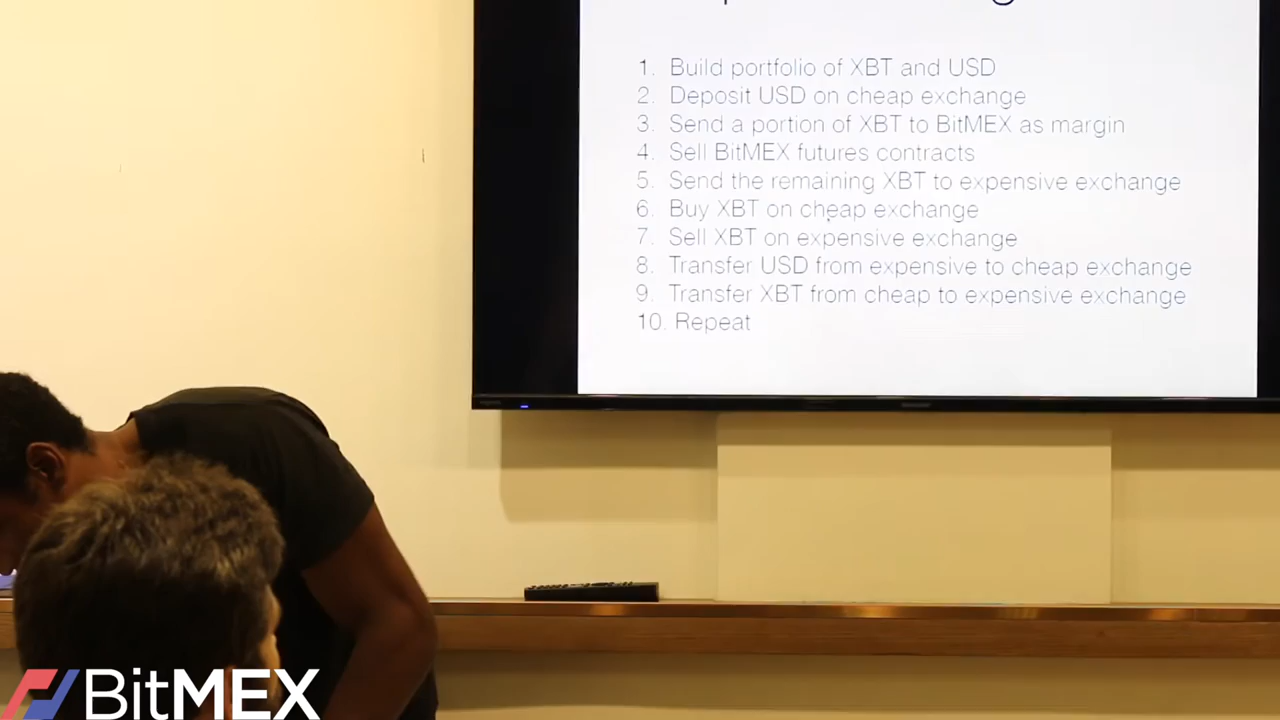 1. Build portfolio of XBT and USD
2. Deposit USD on cheap exchange
3. Send a portion of XBT to BitMEX as margin
4. Sell BitMEX futures contracts
5. Send the remaining XBT to expensive exchange
6. Buy XBT on cheap exchange
7. Sell XBT on expensive exchange
8. Transfer USD from expensive to cheap exchange
9. Transfer XBT from cheap to expensive exchange
10. Repeat
BitMEX